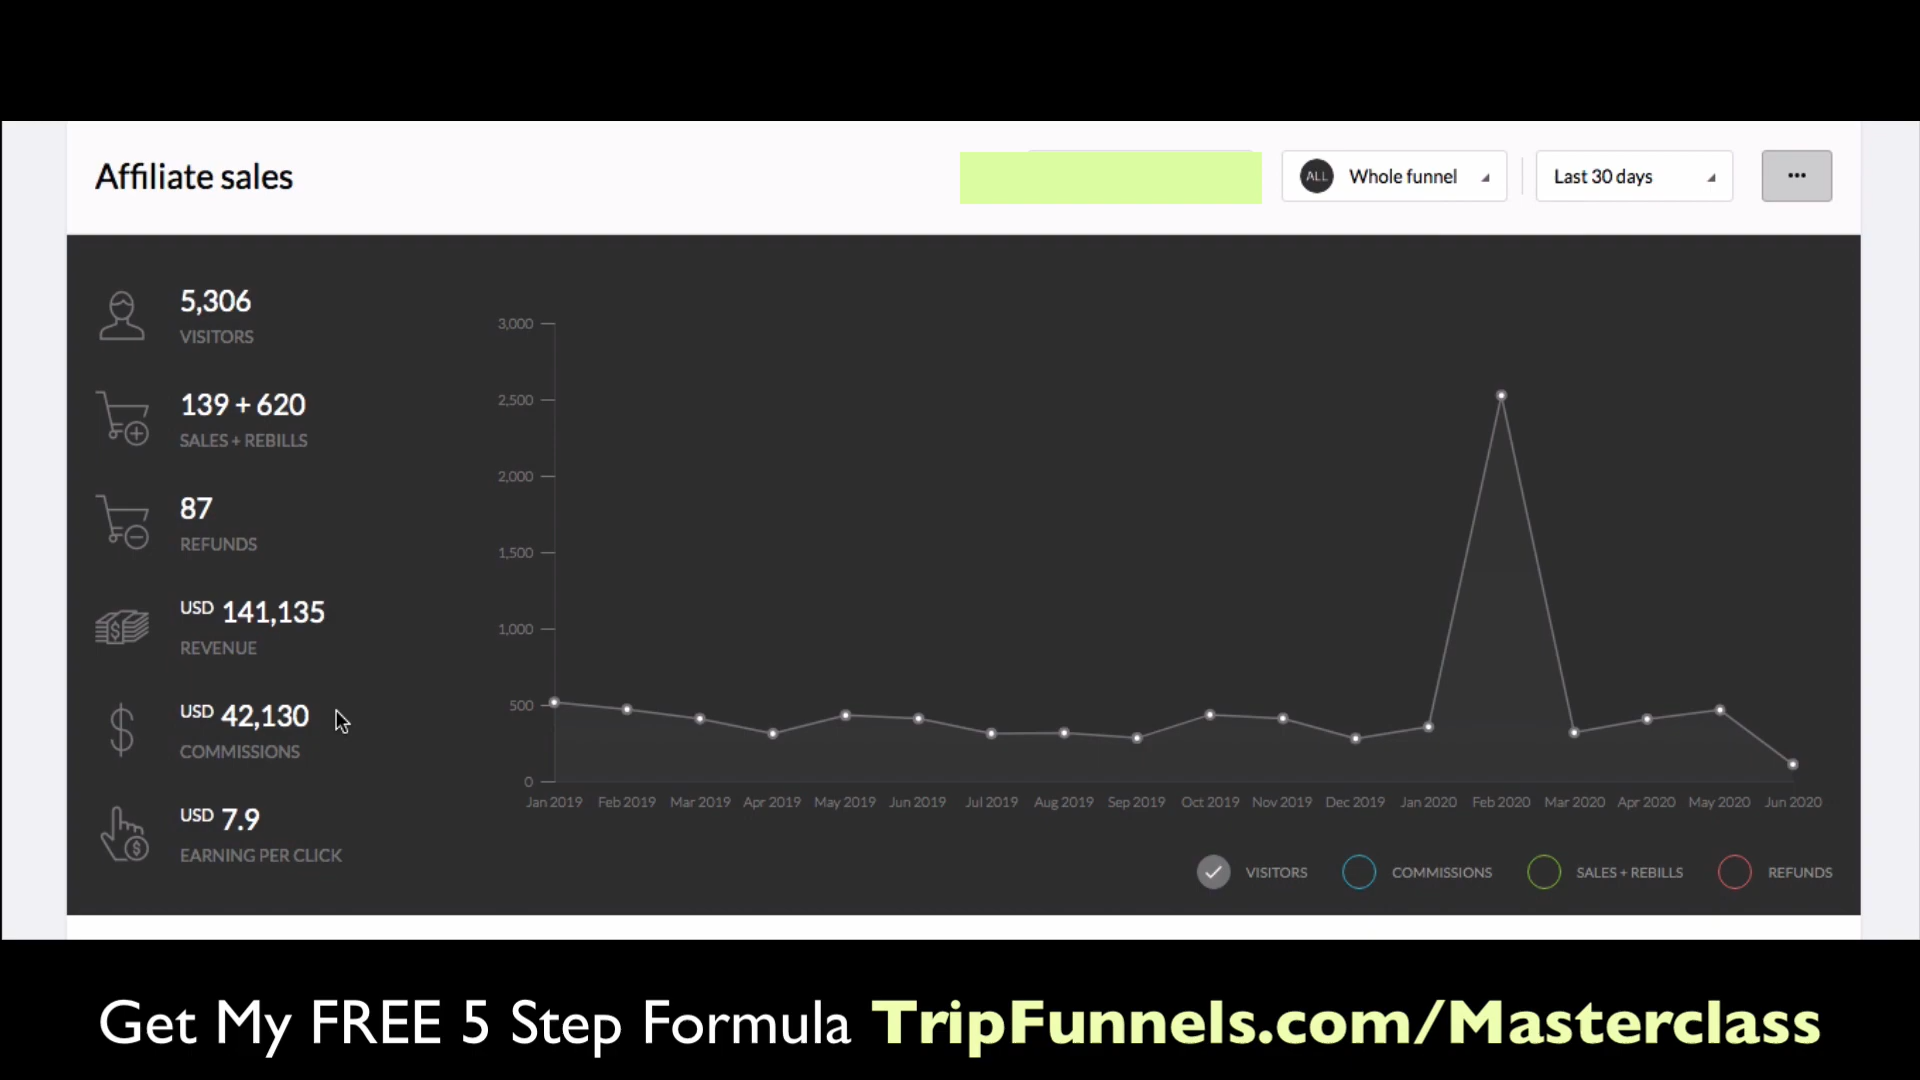 Affiliate sales
ALL Whole funnel
Last 30 days
...
5,306
VISITORS
139 + 620
SALES + REBILLS
87
REFUNDS
USD 141,135
REVENUE
USD 42,130
COMMISSIONS
USD 7.9
EARNING PER CLICK
3,000
2,500
2,000
1,500
1,000
500
0
Jan 2019 Feb 2019 Mar 2019 Apr 2019 May 2019 Jun 2019 Jul 2019 Aug 2019 Sep 2019 Oct 2019 Nov 2019 Dec 2019 Jan 2020 Feb 2020 Mar 2020 Apr 2020 May 2020 Jun 2020
VISITORS COMMISSIONS SALES + REBILLS REFUNDS
Get My FREE 5 Step Formula TripFunnels.com/Masterclass